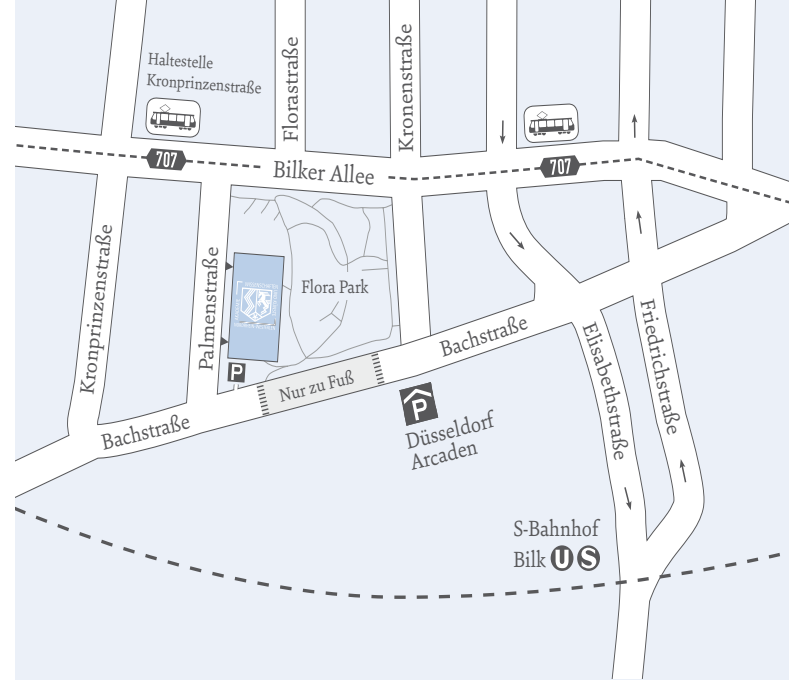 Haltestelle
Kronprinzenstraße
Florastraße
Kronenstraße
707
Bilker Allee
707
Kronprinzenstraße
Palmenstraße
Flora Park
P
Nur zu Fuß
Bachstraße
Bachstraße
P
Düsseldorf
Arcaden
Elisabethstraße
Friedrichstraße
S-Bahnhof
Bilk U S